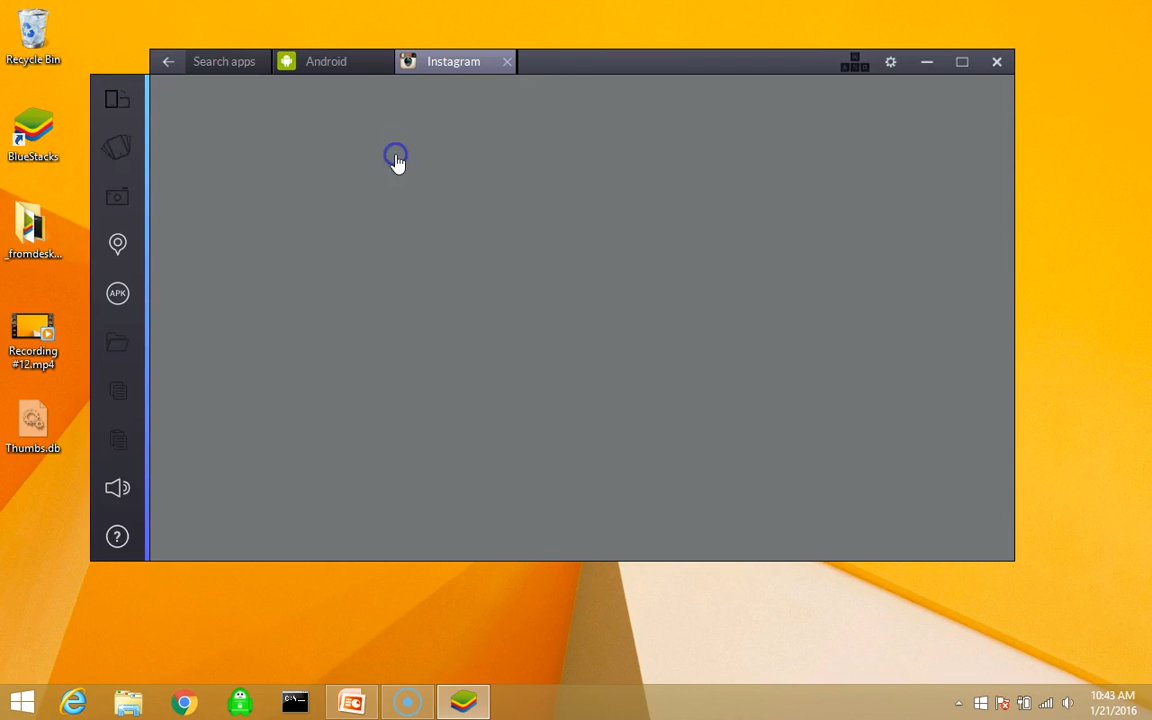 Search apps
Android
Instagram
Recycle Bin
BlueStacks
_fromdesk...
Recording
#12.mp4
Thumbs.db
APK
?
C:\_
10:43 AM
1/21/2016